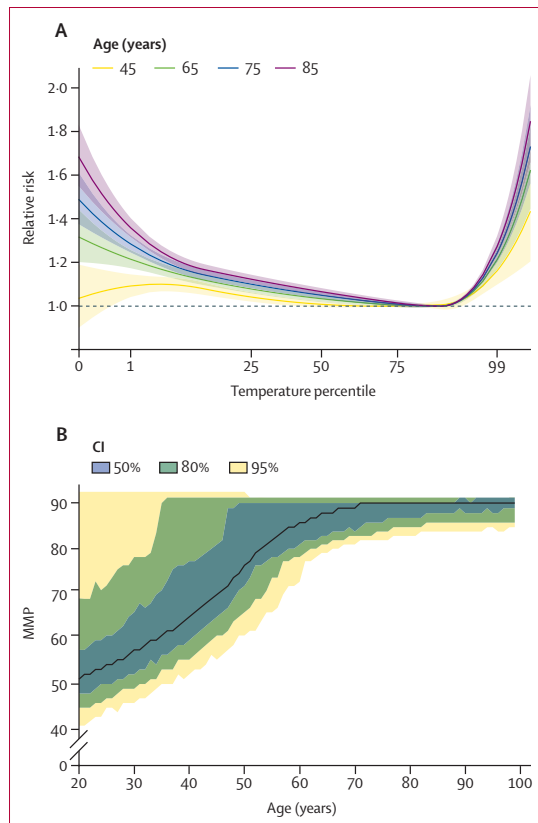 A
Age (years)
45 65 75 85
2·0
1·8
1·6
1·4
1·2
1·0
0·8
Relative risk
0 1 25 50 75 99
Temperature percentile
B
CI
50% 80% 95%
90
80
70
60
50
40
0
MMP
20 30 40 50 60 70 80 90 100
Age (years)